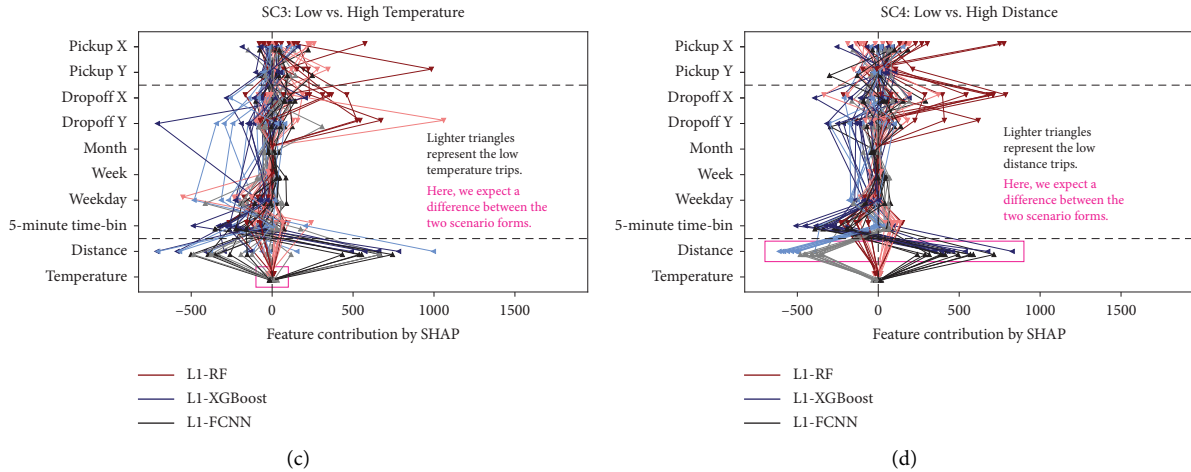 SC3: Low vs. High Temperature
Pickup X
Pickup Y
Dropoff X
Dropoff Y
Month
Week
Weekday
5-minute time-bin
Distance
Temperature
Lighter triangles
represent the low
temperature trips.
Here, we expect a
difference between the
two scenario forms.
−500
0
500
1000
1500
Feature contribution by SHAP
L1-RF
L1-XGBoost
L1-FCNN
(c)
SC4: Low vs. High Distance
Pickup X
Pickup Y
Dropoff X
Dropoff Y
Month
Week
Weekday
5-minute time-bin
Distance
Temperature
Lighter triangles
represent the low
distance trips.
Here, we expect a
difference between the
two scenario forms.
−500
0
500
1000
1500
Feature contribution by SHAP
L1-RF
L1-XGBoost
L1-FCNN
(d)